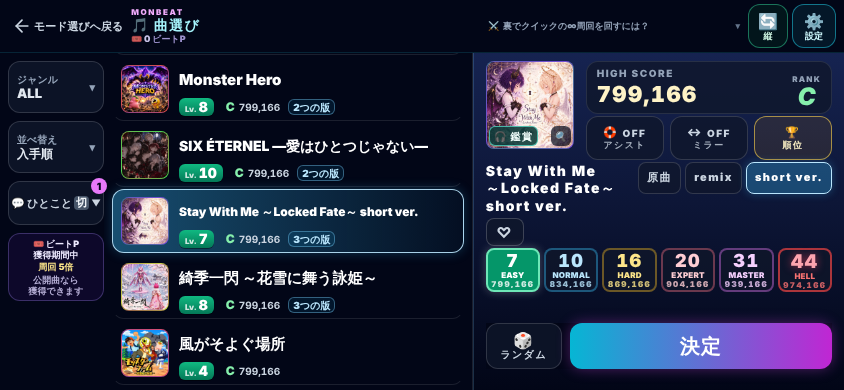 ← モード選びへ戻る
MONBEAT
🎵 曲選び
🎟️ 0 ビートP
⚔️ 裏でクイックの∞周回を回すには？ ▼
🔄
縦
⚙️
設定
ジャンル
ALL ▼
並べ替え
入手順 ▼
💬 ひとこと 切 ▼
1
🎟️ ビートP
獲得期間中
周回 5倍
公開曲なら
獲得できます
Monster Hero
Lv. 8 C 799,166 2つの版
SIX ÉTERNEL ―愛はひとつじゃない―
Lv. 10 C 799,166 2つの版
Stay With Me ～Locked Fate～ short ver.
Lv. 7 C 799,166 3つの版
綺季一閃 ～花雪に舞う詠姫～
Lv. 8 C 799,166 3つの版
風がそよぐ場所
Lv. 4 C 799,166
🎧 鑑賞
HIGH SCORE
799,166
RANK
C
OFF
アシスト
↔ OFF
ミラー
🏆
順位
Stay With Me
～Locked Fate～
short ver.
原曲
remix
short ver.
♡
7
EASY
799,166
10
NORMAL
834,166
16
HARD
869,166
20
EXPERT
904,166
31
MASTER
939,166
44
HELL
974,166
🎲
ランダム
決定